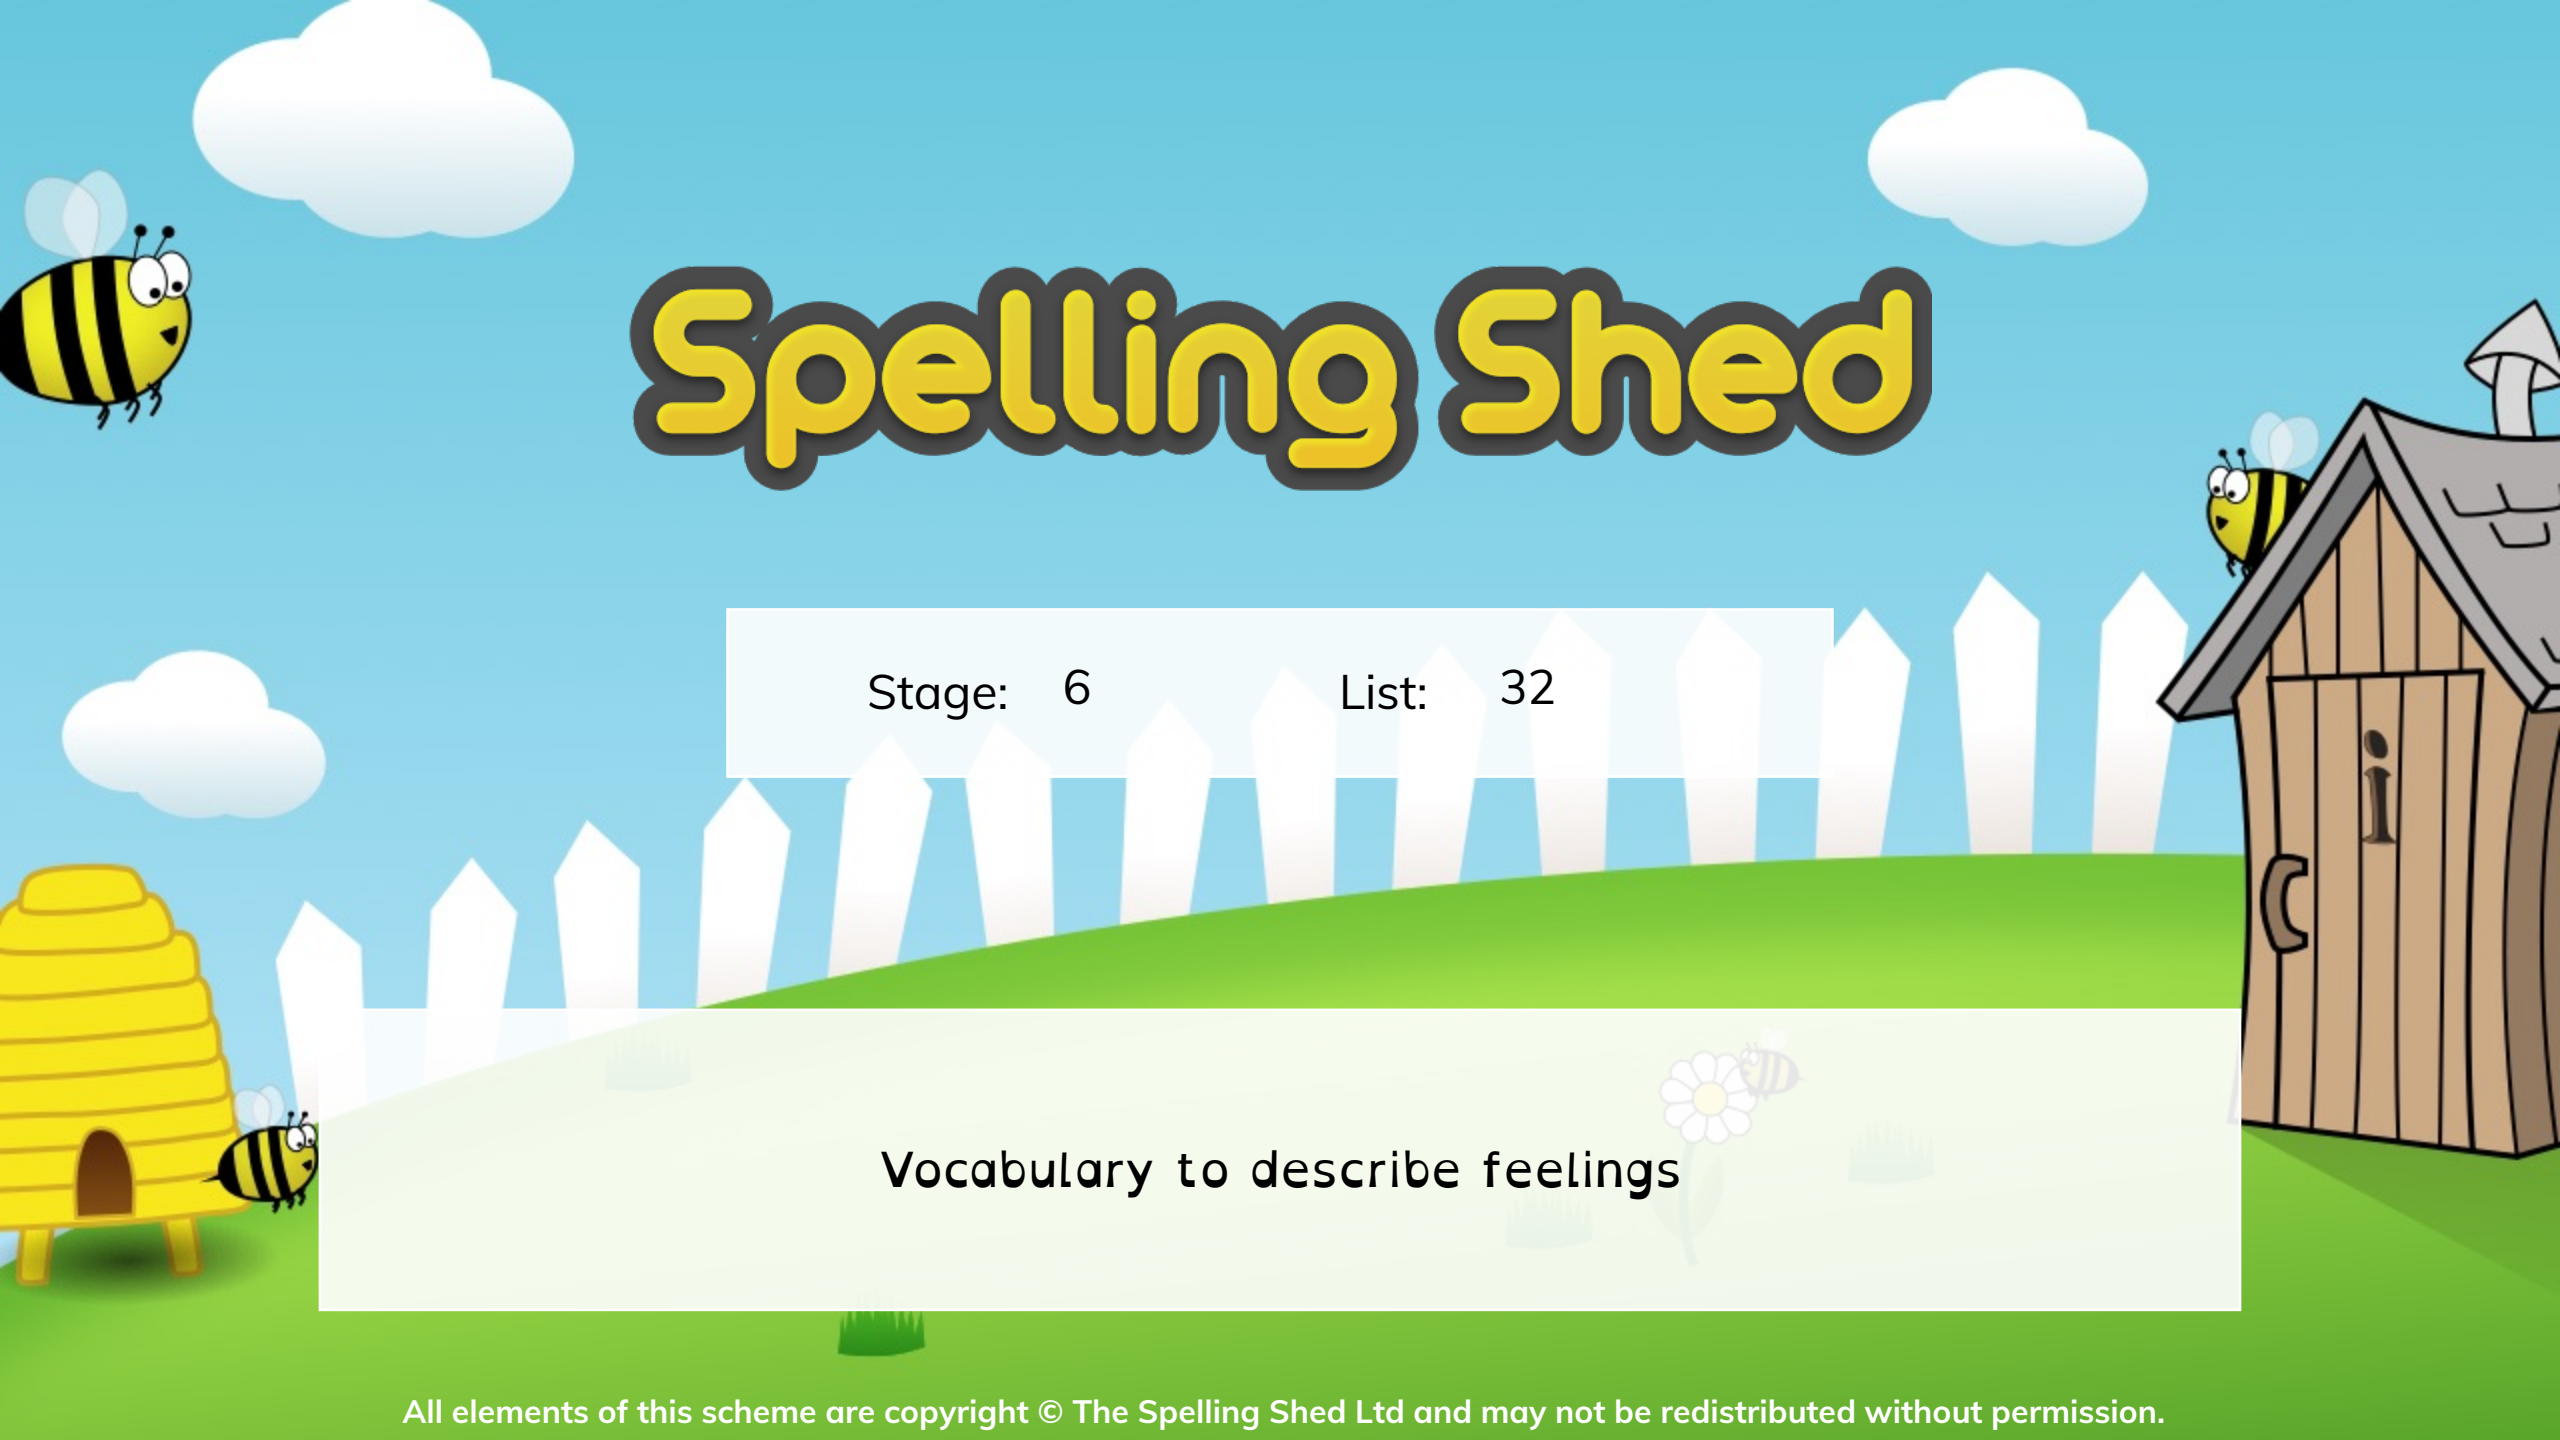 Spelling Shed
Stage: 6 List: 32
i
Vocabulary to describe feelings
All elements of this scheme are copyright © The Spelling Shed Ltd and may not be redistributed without permission.